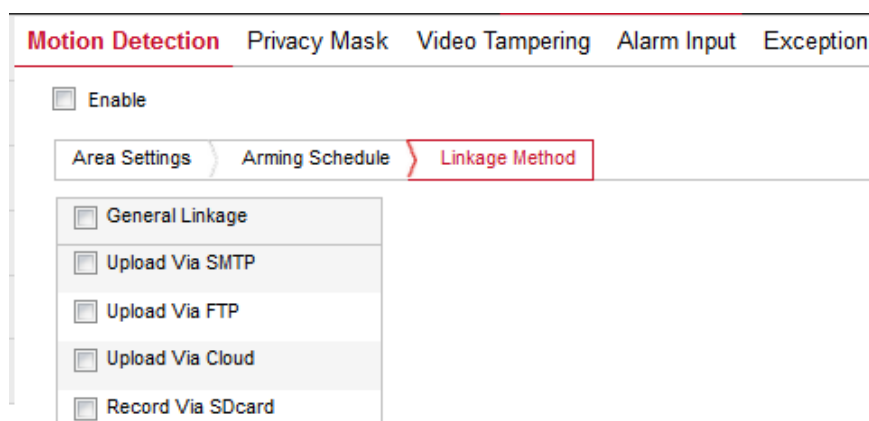 Motion Detection Privacy Mask Video Tampering Alarm Input Exception
Enable
Area Settings Arming Schedule Linkage Method
General Linkage
Upload Via SMTP
Upload Via FTP
Upload Via Cloud
Record Via SDcard